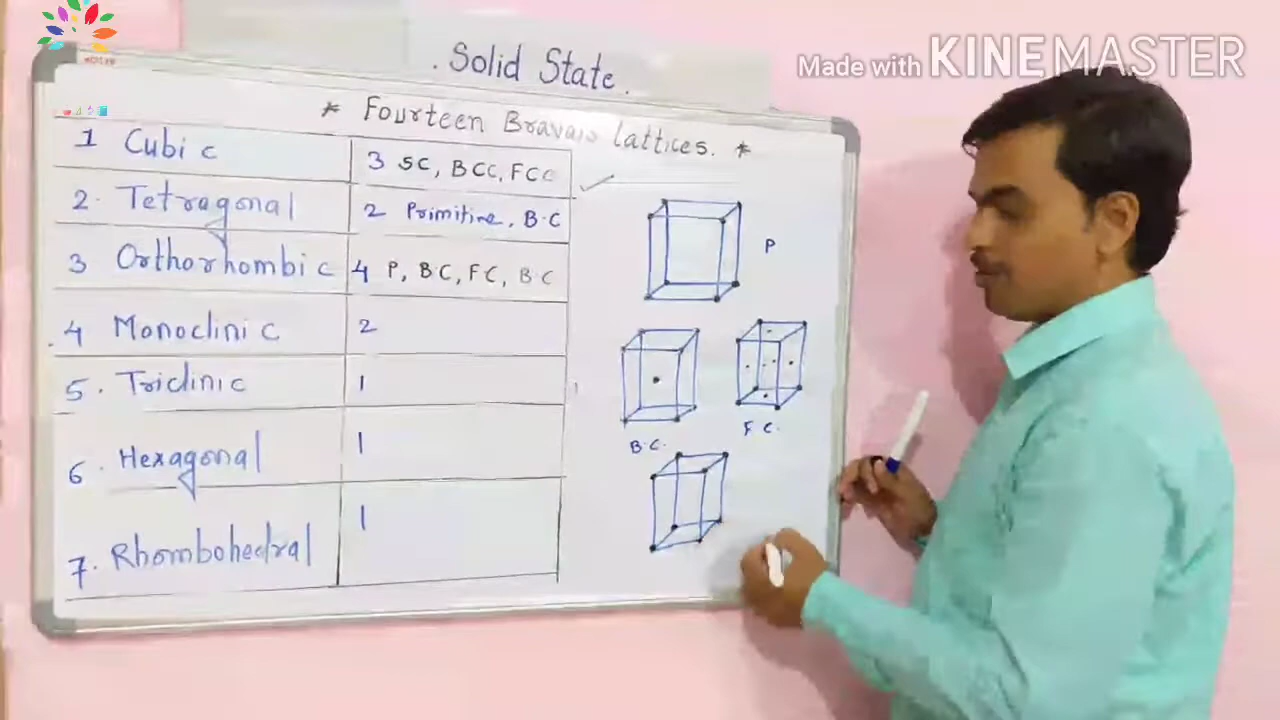 Made with KINEMASTER
. Solid State.
* Fourteen Bravais lattices. *
1 Cubic 3 SC, BCC, FCC
2. Tetragonal 2 Primitine, B.C
3 Orthorhombic 4 P, B.C, F.C, B.C
4 Monoclinic 2
5. Triclinic 1
6. Hexagonal 1
7. Rhombohedral 1
P
B.C.
F C.